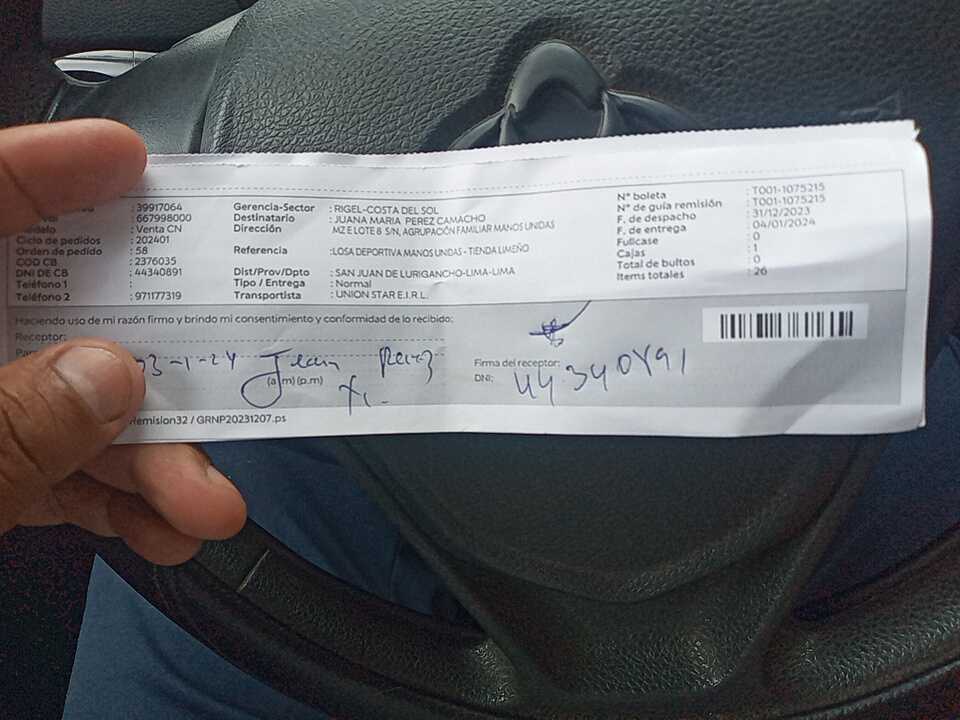 : 39917064
: 667998000
: Venta CN
Ciclo de pedidos : 202401
Orden de pedido : 58
COD CB : 2376035
DNI DE CB : 44340891
Teléfono 1 :
Teléfono 2 : 971177319
Gerencia-Sector : RIGEL-COSTA DEL SOL
Destinatario : JUANA MARIA PEREZ CAMACHO
Dirección : MZ E LOTE 8 S/N, AGRUPACIÓN FAMILIAR MANOS UNIDAS
Referencia : LOSA DEPORTIVA MANOS UNIDAS - TIENDA LIMEÑO
Dist/Prov/Dpto : SAN JUAN DE LURIGANCHO-LIMA-LIMA
Tipo / Entrega : Normal
Transportista : UNION STAR E.I.R.L.
N° boleta : T001-1075215
N° de guía remisión : T001-1075215
F. de despacho : 31/12/2023
F. de entrega : 04/01/2024
Fullcase : 0
Cajas : 1
Total de bultos : 0
Items totales : 26
Haciendo uso de mi razón firmo y brindo mi consentimiento y conformidad de lo recibido:
Receptor:
03-1-24
(a.m) (p.m)
Firma del receptor:
DNI: 44340891
remision32 / GRNP20231207.ps